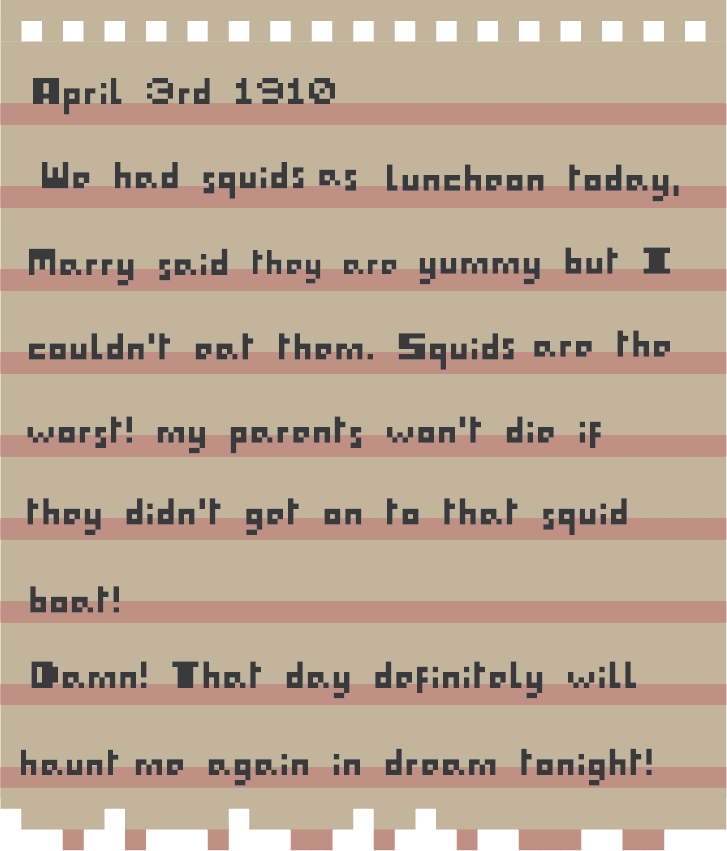 April 3rd 1910
We had squids as luncheon today,
Marry said they are yummy but I
couldn't eat them. Squids are the
worst! my parents won't die if
they didn't get on to that squid
boat!
Damn! That day definitely will
haunt me again in dream tonight!